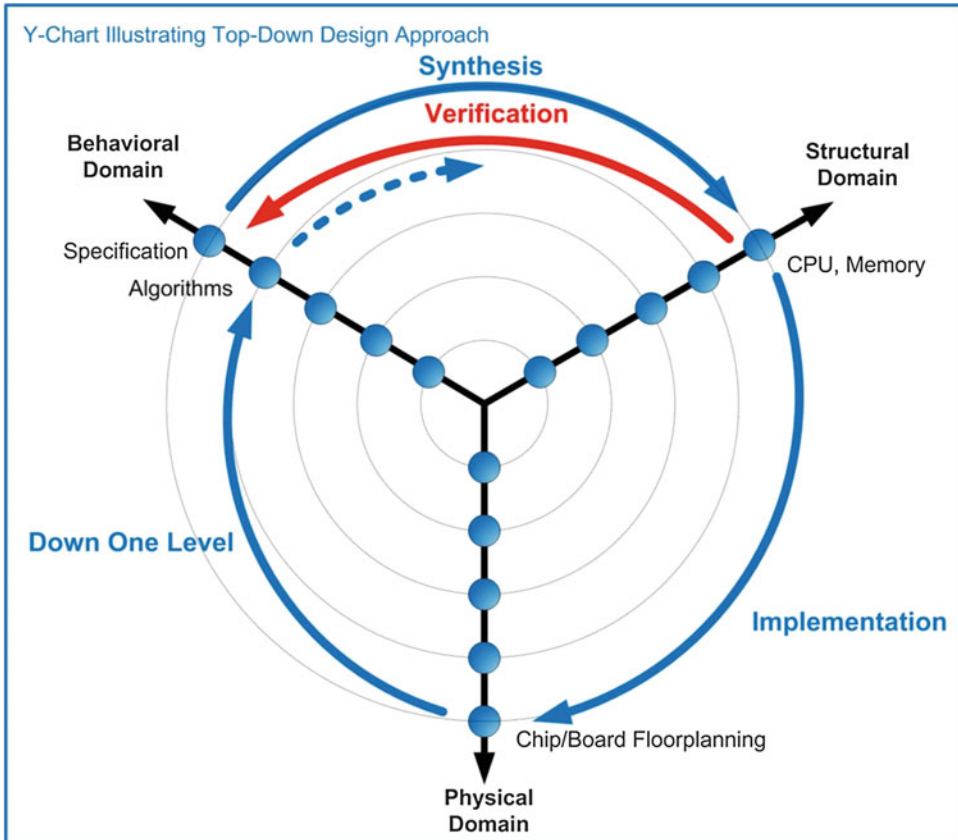 Y-Chart Illustrating Top-Down Design Approach
Synthesis
Verification
Behavioral
Domain
Structural
Domain
Specification
Algorithms
CPU, Memory
Down One Level
Implementation
Chip/Board Floorplanning
Physical
Domain